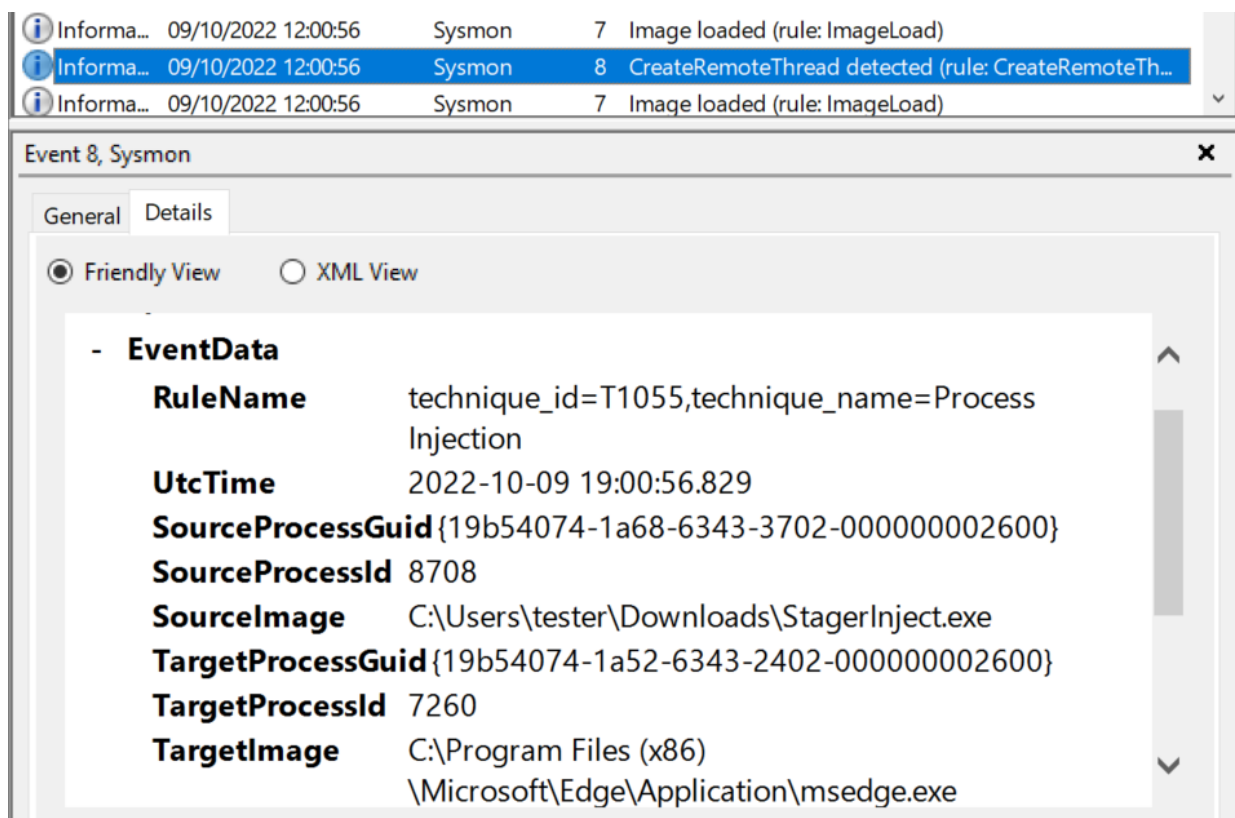 Informa... 09/10/2022 12:00:56 Sysmon 7 Image loaded (rule: ImageLoad)
Informa... 09/10/2022 12:00:56 Sysmon 8 CreateRemoteThread detected (rule: CreateRemoteTh...
Informa... 09/10/2022 12:00:56 Sysmon 7 Image loaded (rule: ImageLoad)
Event 8, Sysmon
General Details
Friendly View XML View
- EventData
RuleName technique_id=T1055,technique_name=Process
Injection
UtcTime 2022-10-09 19:00:56.829
SourceProcessGuid {19b54074-1a68-6343-3702-000000002600}
SourceProcessId 8708
SourceImage C:\Users\tester\Downloads\StagerInject.exe
TargetProcessGuid {19b54074-1a52-6343-2402-000000002600}
TargetProcessId 7260
TargetImage C:\Program Files (x86)
\Microsoft\Edge\Application\msedge.exe